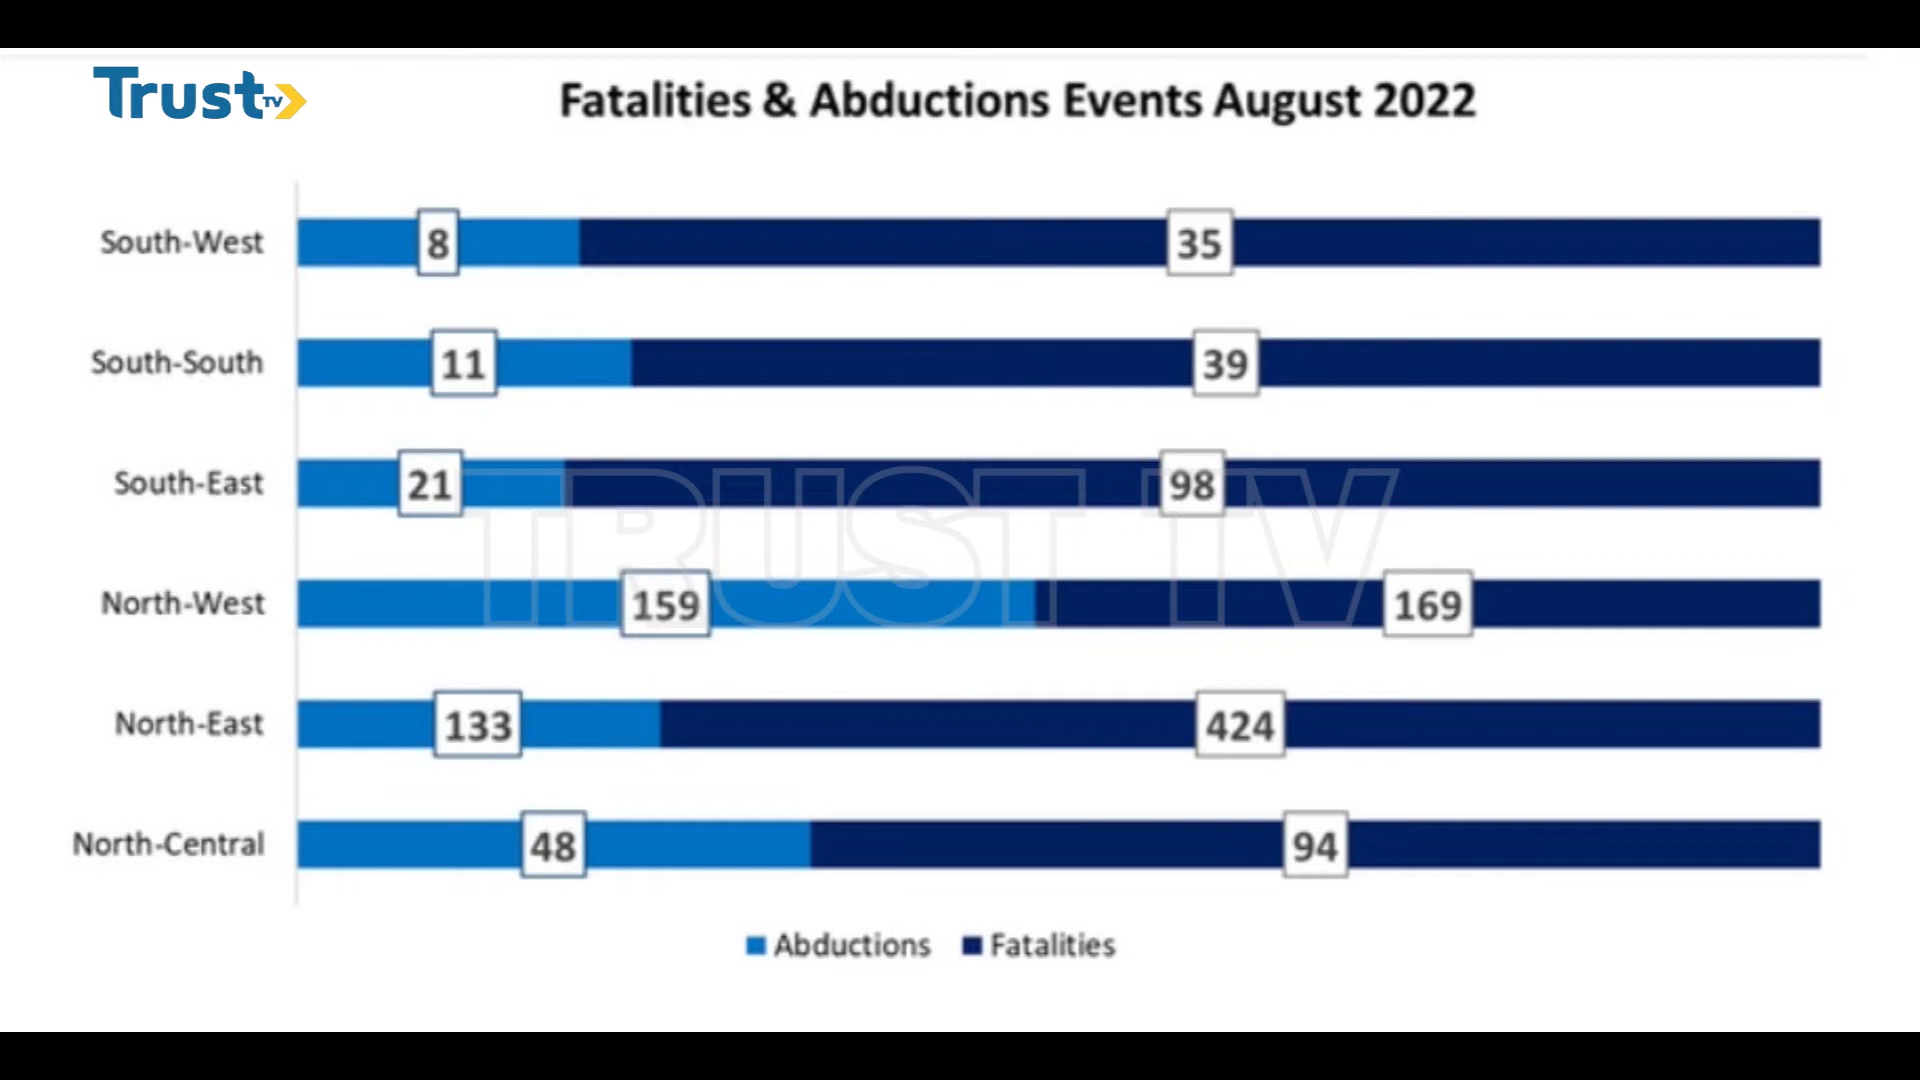 Trust TV
Fatalities & Abductions Events August 2022
South-West 8 35
South-South 11 39
South-East 21 98
TRUST TV
North-West 159 169
North-East 133 424
North-Central 48 94
Abductions Fatalities